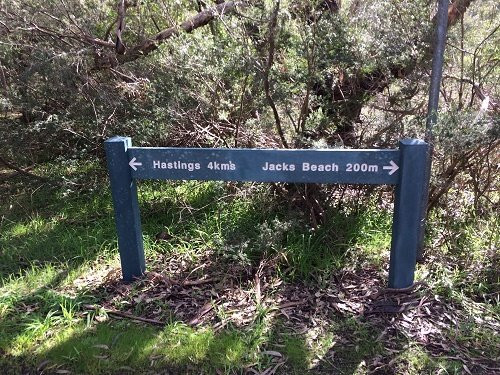 ← Hastings 4km's Jacks Beach 200m →